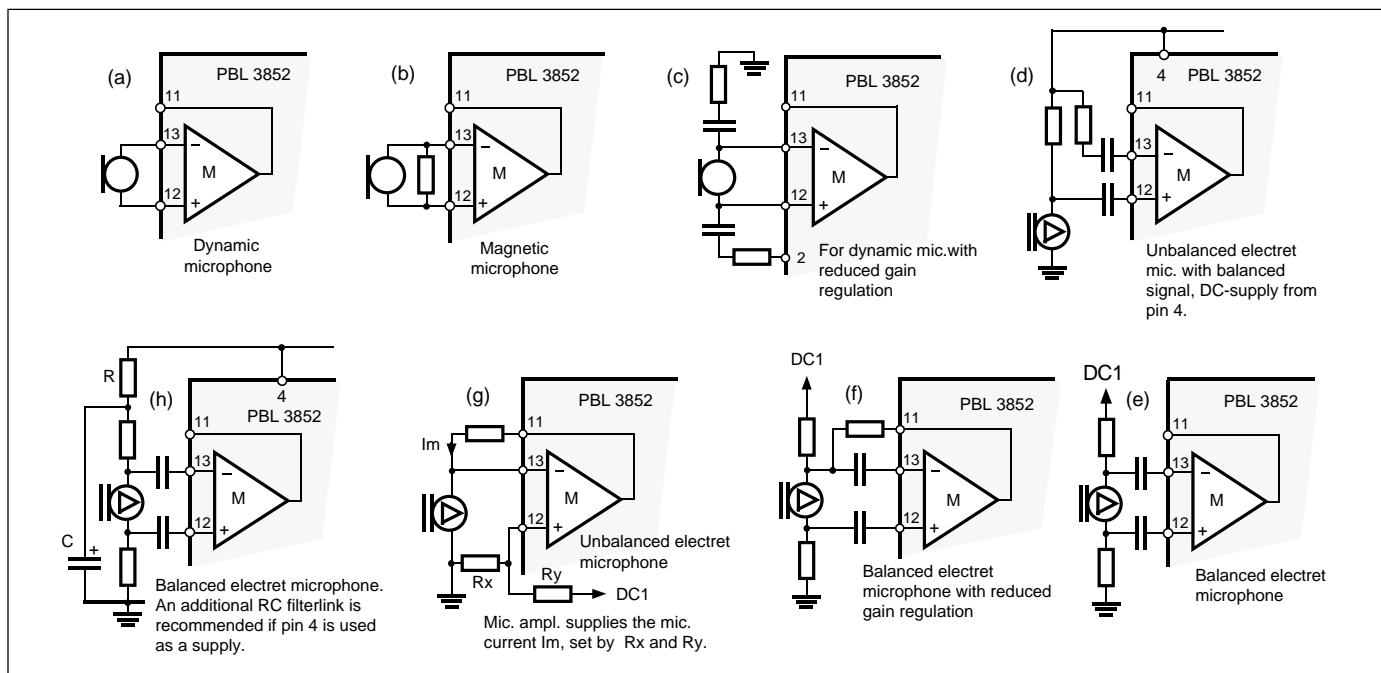 (a)
PBL 3852
11
13
−
M
12
+
Dynamic
microphone
(b)
PBL 3852
11
13
−
M
12
+
Magnetic
microphone
(c)
PBL 3852
11
13
−
M
12
+
2
For dynamic mic.with
reduced gain
regulation
(d)
4
PBL 3852
11
13
−
M
12
+
Unbalanced electret
mic. with balanced
signal, DC-supply from
pin 4.
R
(h)
4
PBL 3852
11
13
−
M
12
+
C
+
Balanced electret microphone.
An additional RC filterlink is
recommended if pin 4 is used
as a supply.
(g)
PBL 3852
11
Im
13
−
M
12
+
Unbalanced electret
microphone
Rx
Ry
DC1
Mic. ampl. supplies the mic.
current Im, set by Rx and Ry.
DC1
(f)
PBL 3852
11
13
−
M
12
+
Balanced electret
microphone with reduced
gain regulation
DC1
(e)
PBL 3852
11
13
−
M
12
+
Balanced electret
microphone